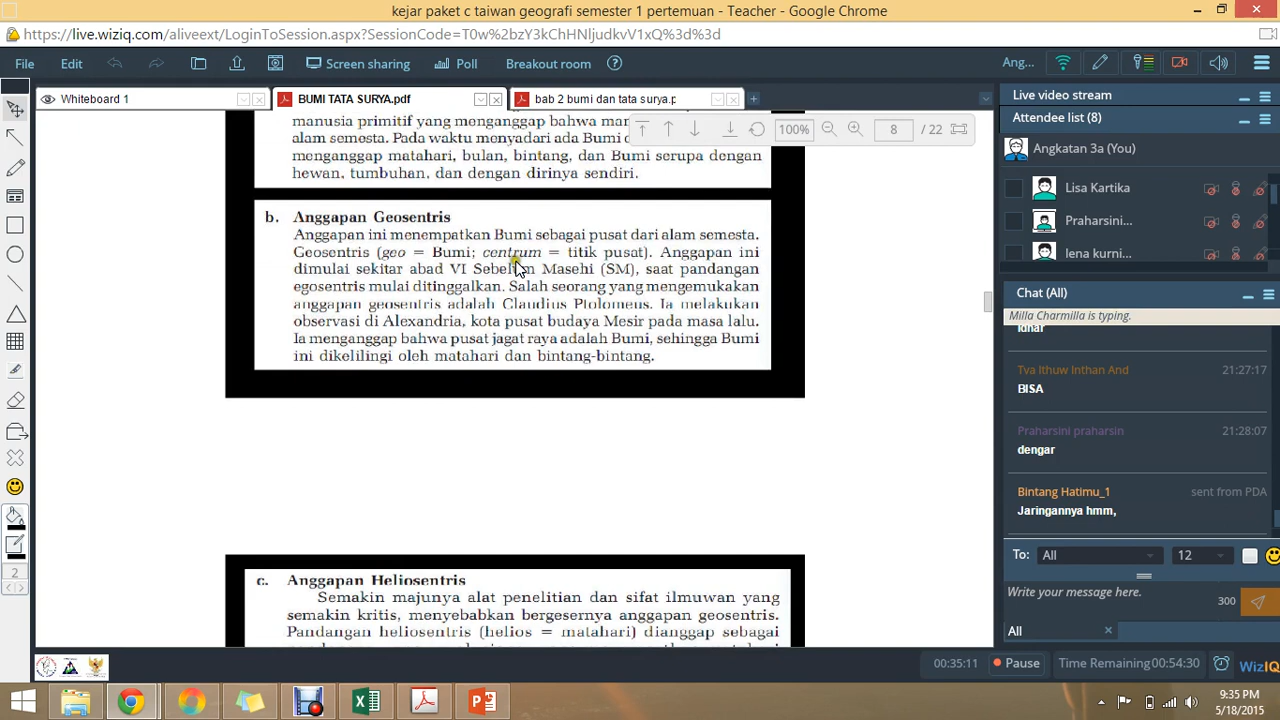 kejar paket c taiwan geografi semester 1 pertemuan - Teacher - Google Chrome
https://live.wiziq.com/aliveext/LoginToSession.aspx?SessionCode=T0w%2bzY3kChHNljudkvV1xQ%3d%3d
File Edit Screen sharing Poll Breakout room Ang...
Whiteboard 1 BUMI TATA SURYA.pdf bab 2 bumi dan tata surya.p
100% 8 / 22
manusia primitif yang menganggap bahwa
alam semesta. Pada waktu menyadari ada Bumi
menganggap matahari, bulan, bintang, dan Bumi serupa dengan
hewan, tumbuhan, dan dengan dirinya sendiri.
b. Anggapan Geosentris
Anggapan ini menempatkan Bumi sebagai pusat dari alam semesta.
Geosentris (geo = Bumi; centrum = titik pusat). Anggapan ini
dimulai sekitar abad VI Sebelum Masehi (SM), saat pandangan
egosentris mulai ditinggalkan. Salah seorang yang mengemukakan
anggapan geosentris adalah Claudius Ptolomeus. Ia melakukan
observasi di Alexandria, kota pusat budaya Mesir pada masa lalu.
Ia menganggap bahwa pusat jagat raya adalah Bumi, sehingga Bumi
ini dikelilingi oleh matahari dan bintang-bintang.
c. Anggapan Heliosentris
Semakin majunya alat penelitian dan sifat ilmuwan yang
semakin kritis, menyebabkan bergesernya anggapan geosentris.
Pandangan heliosentris (helios = matahari) dianggap sebagai
2
Live video stream
Attendee list (8)
Angkatan 3a (You)
Lisa Kartika
Praharsini...
lena kurni...
Chat (All)
Milla Charmilla is typing.
Tva Ithuw Inthan And 21:27:17
BISA
Praharsini praharsin 21:28:07
dengar
Bintang Hatimu_1 sent from PDA
Jaringannya hmm,
To: All 12
Write your message here.
300
All
00:35:11 Pause Time Remaining 00:54:30 WizIQ
9:35 PM
5/18/2015